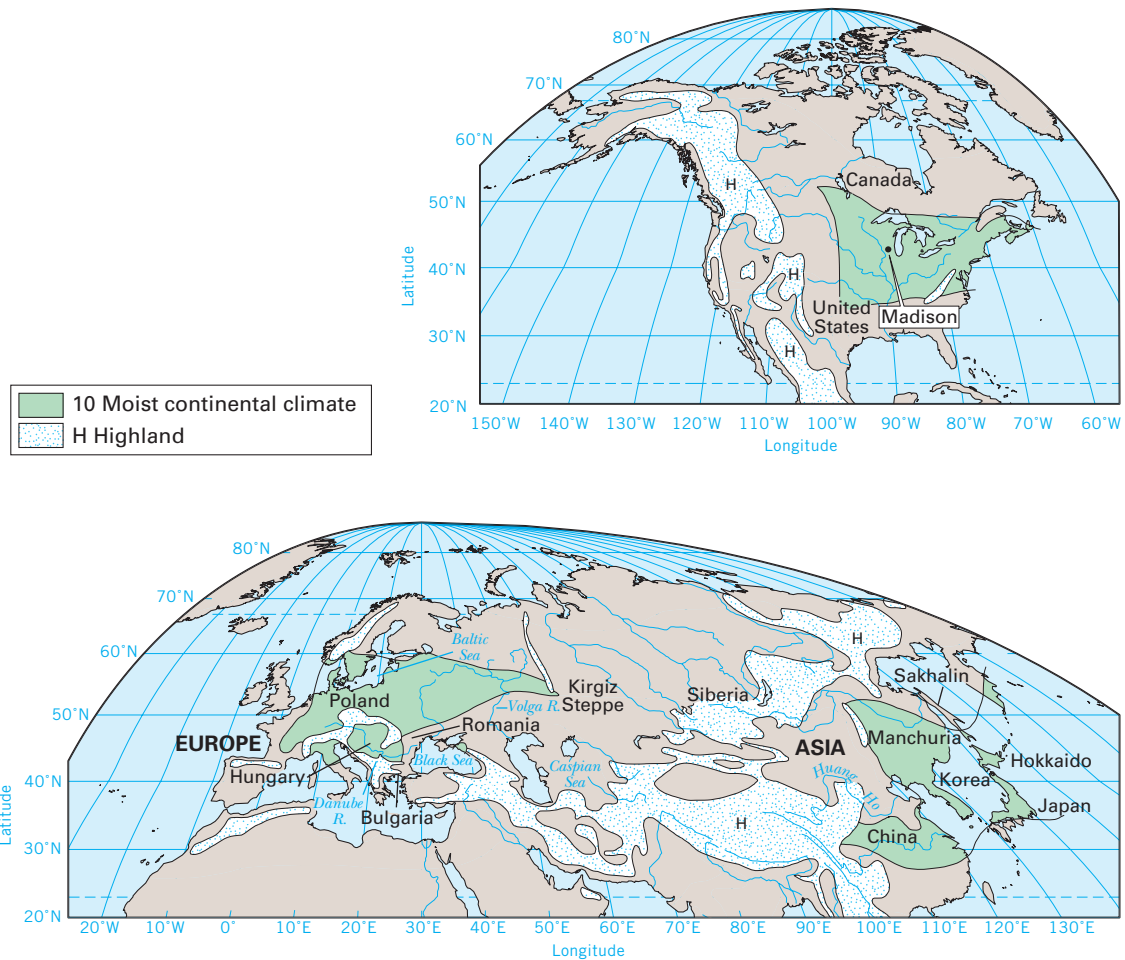 80°N
70°N
60°N
50°N
40°N
30°N
20°N
Latitude
H
Canada
H
United
States
Madison
H
150°W 140°W 130°W 120°W 110°W 100°W 90°W 80°W 70°W 60°W
Longitude
10 Moist continental climate
H Highland
80°N
70°N
60°N
50°N
40°N
30°N
20°N
Latitude
Baltic
Sea
H
Sakhalin
Poland
Kirgiz
Steppe
Siberia
Volga R.
Romania
EUROPE
ASIA
Manchuria
Hungary
Black Sea
Caspian
Sea
Huang
Ho
Hokkaido
Korea
Danube
R.
Bulgaria
Japan
H
China
20°W 10°W 0° 10°E 20°E 30°E 40°E 50°E 60°E 70°E 80°E 90°E 100°E 110°E 120°E 130°E
Longitude